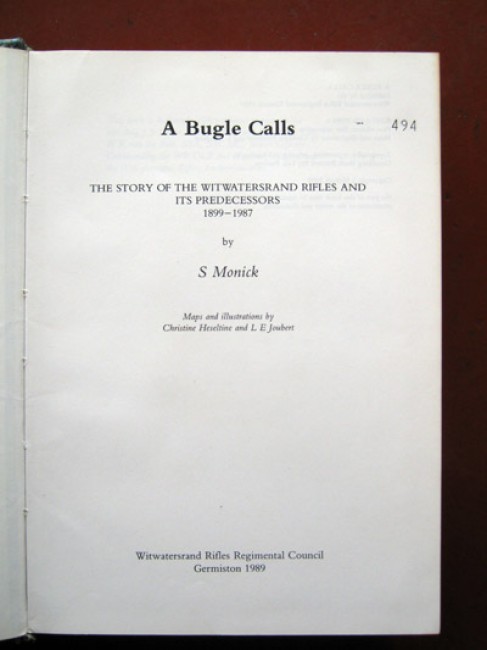 A Bugle Calls - 494
THE STORY OF THE WITWATERSRAND RIFLES AND
ITS PREDECESSORS
1899–1987
by
S Monick
Maps and illustrations by
Christine Heseltine and L E Joubert
Witwatersrand Rifles Regimental Council
Germiston 1989